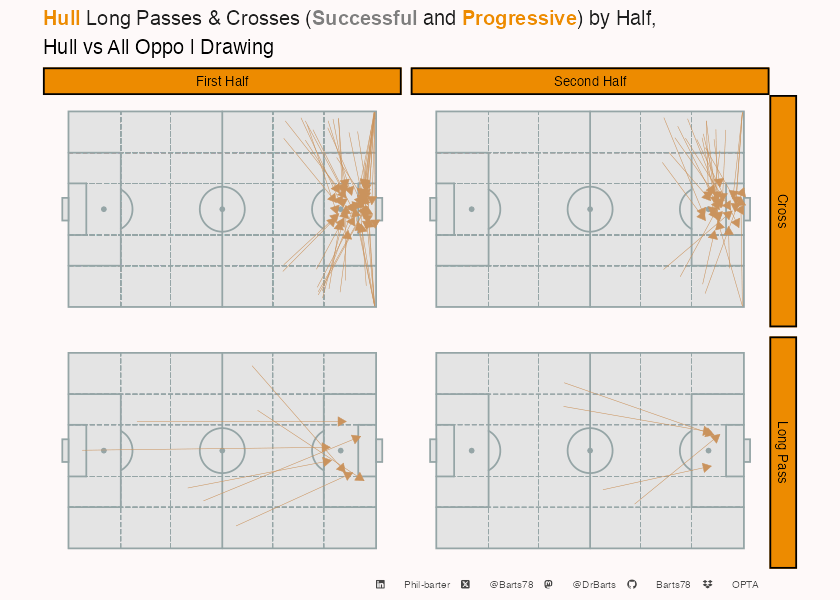 Hull Long Passes & Crosses (Successful and Progressive) by Half,
Hull vs All Oppo | Drawing
First Half
Second Half
Cross
Long Pass
Phil-barter @Barts78 @DrBarts Barts78 OPTA